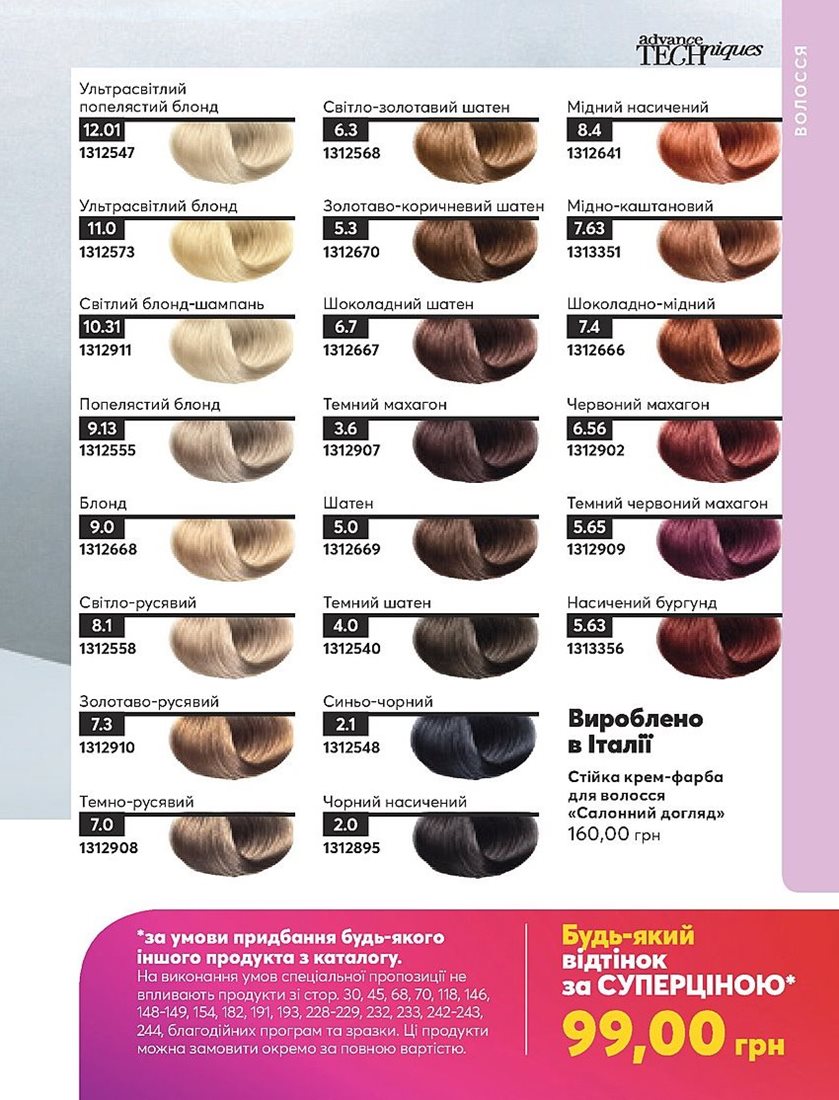 advance
TECHniques
ВОЛОССЯ
Ультрасвітлий
попелястий блонд
12.01
1312547
Ультрасвітлий блонд
11.0
1312573
Світлий блонд-шампань
10.31
1312911
Попелястий блонд
9.13
1312555
Блонд
9.0
1312668
Світло-русявий
8.1
1312558
Золотаво-русявий
7.3
1312910
Темно-русявий
7.0
1312908
Світло-золотавий шатен
6.3
1312568
Золотаво-коричневий шатен
5.3
1312670
Шоколадний шатен
6.7
1312667
Темний махагон
3.6
1312907
Шатен
5.0
1312669
Темний шатен
4.0
1312540
Синьо-чорний
2.1
1312548
Чорний насичений
2.0
1312895
Мідний насичений
8.4
1312641
Мідно-каштановий
7.63
1313351
Шоколадно-мідний
7.4
1312666
Червоний махагон
6.56
1312902
Темний червоний махагон
5.65
1312909
Насичений бургунд
5.63
1313356
Вироблено
в Італії
Стійка крем-фарба
для волосся
«Салонний догляд»
160,00 грн
*за умови придбання будь-якого
іншого продукта з каталогу.
На виконання умов спеціальної пропозиції не
впливають продукти зі стор. 30, 45, 68, 70, 118, 146,
148-149, 154, 182, 191, 193, 228-229, 232, 233, 242-243,
244, благодійних програм та зразки. Ці продукти
можна замовити окремо за повною вартістю.
Будь-який
відтінок
за СУПЕРЦІНОЮ*
99,00 грн